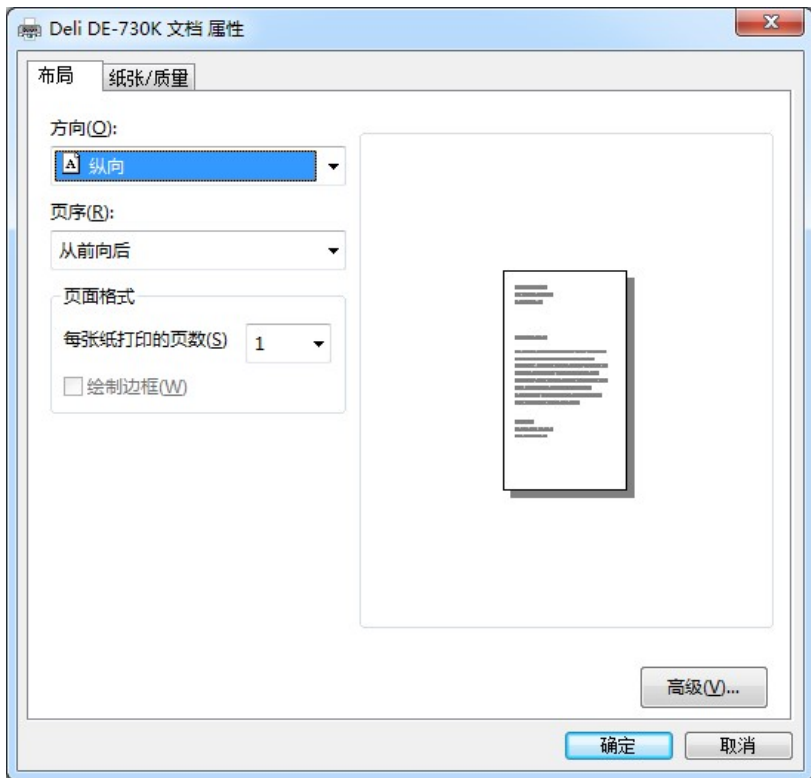 Deli DE-730K 文档 属性
布局
纸张/质量
方向(O):
A 纵向
页序(R):
从前向后
页面格式
每张纸打印的页数(S) 1
绘制边框(W)
高级(V)...
确定
取消